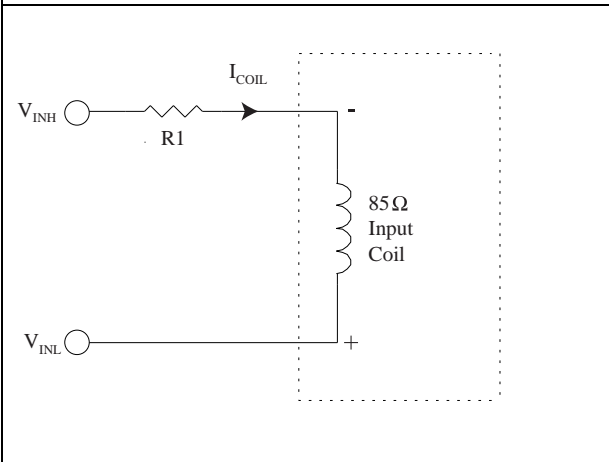 I_COIL
V_INH
-
R1
85Ω
Input
Coil
V_INL
+